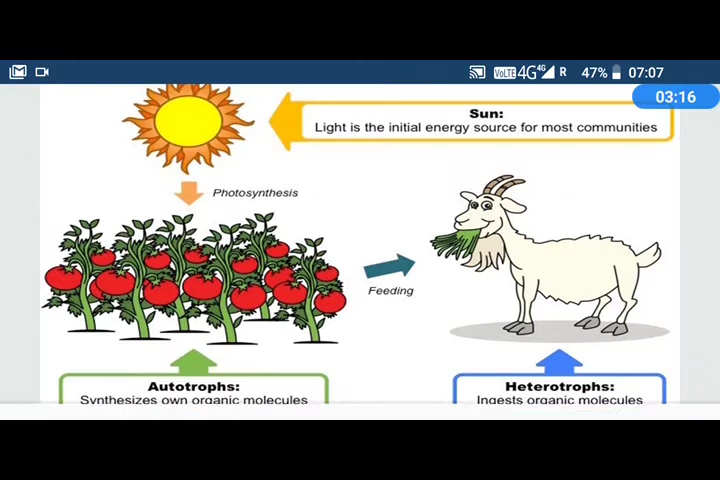 VoLTE 4G 4G R 47% 07:07
03:16
Sun:
Light is the initial energy source for most communities
Photosynthesis
Feeding
Autotrophs:
Synthesizes own organic molecules
Heterotrophs:
Ingests organic molecules